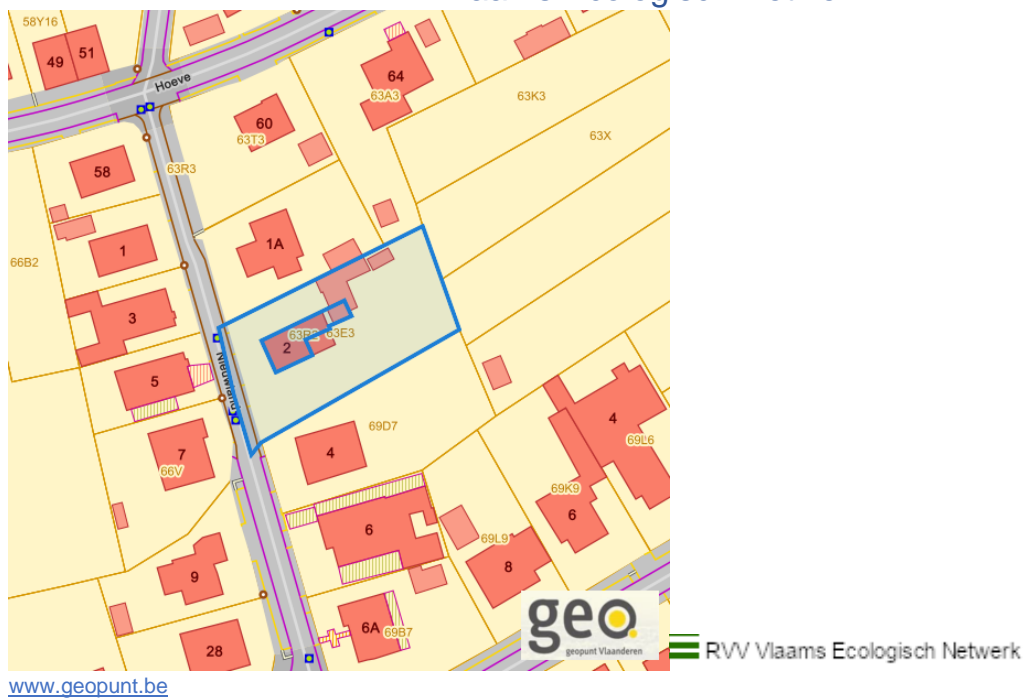 58Y16
49
51
Hoeve
64
63A3
63K3
60
63T3
63X
58
63R3
1
1A
66B2
3
63R2
63E3
2
5
4
69D7
4
69L6
7
66V
69K9
6
6
69L9
8
9
6A
69B7
28
geo
geopunt Vlaanderen
RVV Vlaams Ecologisch Netwerk
www.geopunt.be